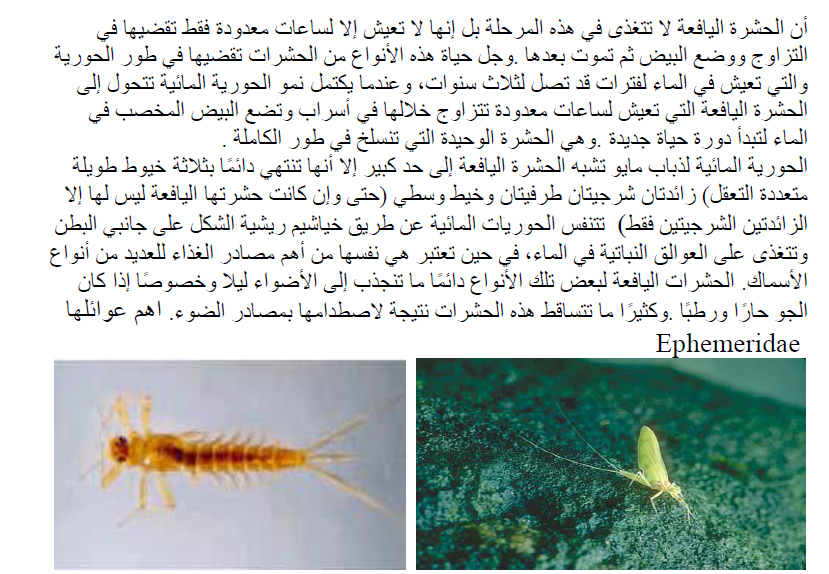 أن الحشرة اليافعة لا تتغذى في هذه المرحلة بل إنها لا تعيش إلا لساعات معدودة فقط تقضيها في
التزاوج ووضع البيض ثم تموت بعدها .وجل حياة هذه الأنواع من الحشرات تقضيها في طور الحورية
والتي تعيش في الماء لفترات قد تصل لثلاث سنوات، وعندما يكتمل نمو الحورية المائية تتحول إلى
الحشرة اليافعة التي تعيش لساعات معدودة تتزاوج خلالها في أسراب وتضع البيض المخصب في
الماء لتبدأ دورة حياة جديدة .وهي الحشرة الوحيدة التي تنسلخ في طور الكاملة .
الحورية المائية لذباب مايو تشبه الحشرة اليافعة إلى حد كبير إلا أنها تنتهي دائمًا بثلاثة خيوط طويلة
متعددة التعقل) زائدتان شرجيتان طرفيتان وخيط وسطي (حتى وإن كانت حشرتها اليافعة ليس لها إلا
الزائدتين الشرجيتين فقط) تتنفس الحوريات المائية عن طريق خياشيم ريشية الشكل على جانبي البطن
وتتغذى على العوالق النباتية في الماء، في حين تعتبر هي نفسها من أهم مصادر الغذاء للعديد من أنواع
الأسماك. الحشرات اليافعة لبعض تلك الأنواع دائمًا ما تنجذب إلى الأضواء ليلا وخصوصًا إذا كان
الجو حارًا ورطبًا .وكثيرًا ما تتساقط هذه الحشرات نتيجة لاصطدامها بمصادر الضوء. اهم عوائلها
Ephemeridae